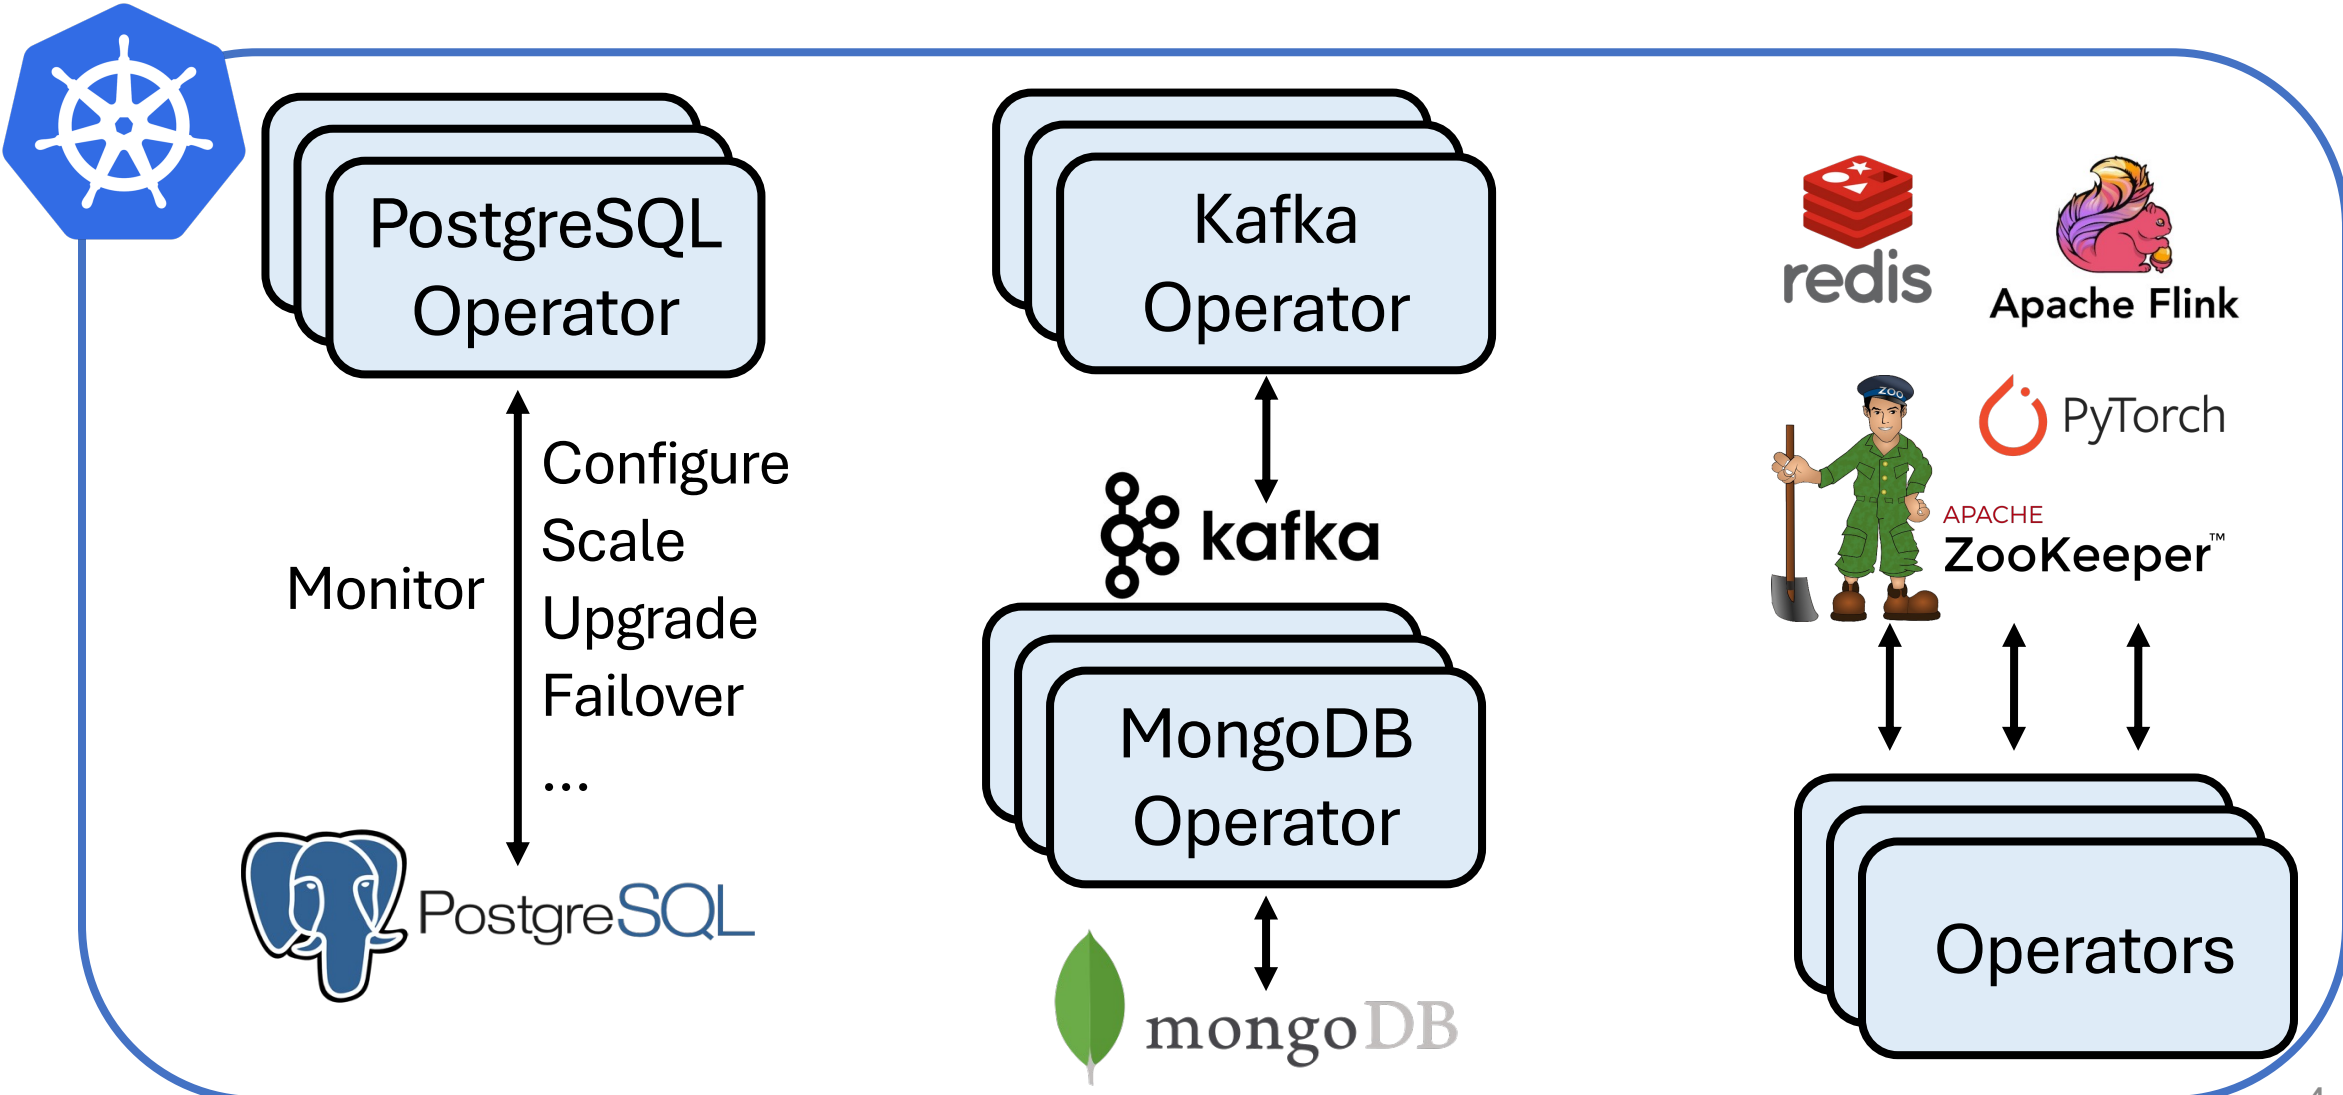 PostgreSQL
Operator
Monitor
Configure
Scale
Upgrade
Failover
...
PostgreSQL
Kafka
Operator
kafka
MongoDB
Operator
mongoDB
redis
Apache Flink
ZOO
PyTorch
APACHE
ZooKeeper™
Operators